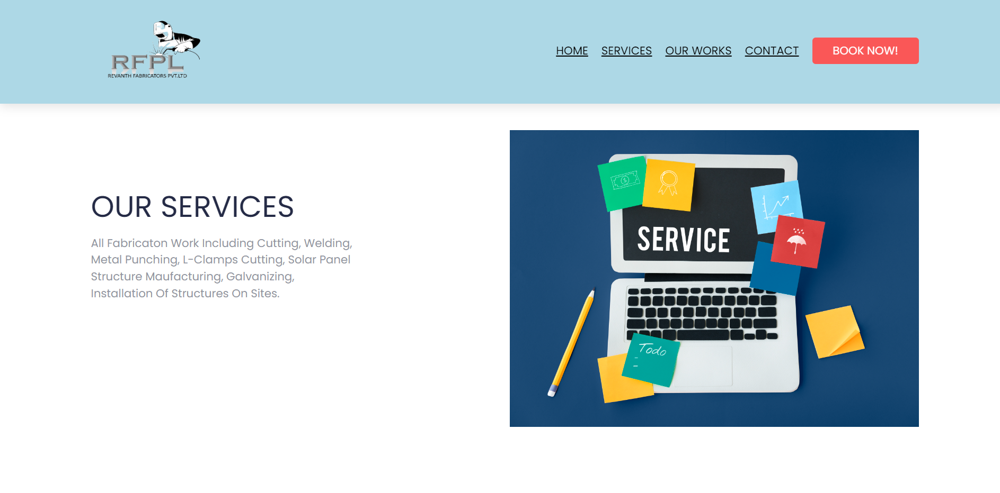 RFPL
REVANTH FABRICATORS PVT.LTD
HOME SERVICES OUR WORKS CONTACT BOOK NOW!
OUR SERVICES
All Fabricaton Work Including Cutting, Welding,
Metal Punching, L-Clamps Cutting, Solar Panel
Structure Maufacturing, Galvanizing,
Installation Of Structures On Sites.
$
SERVICE
Todo